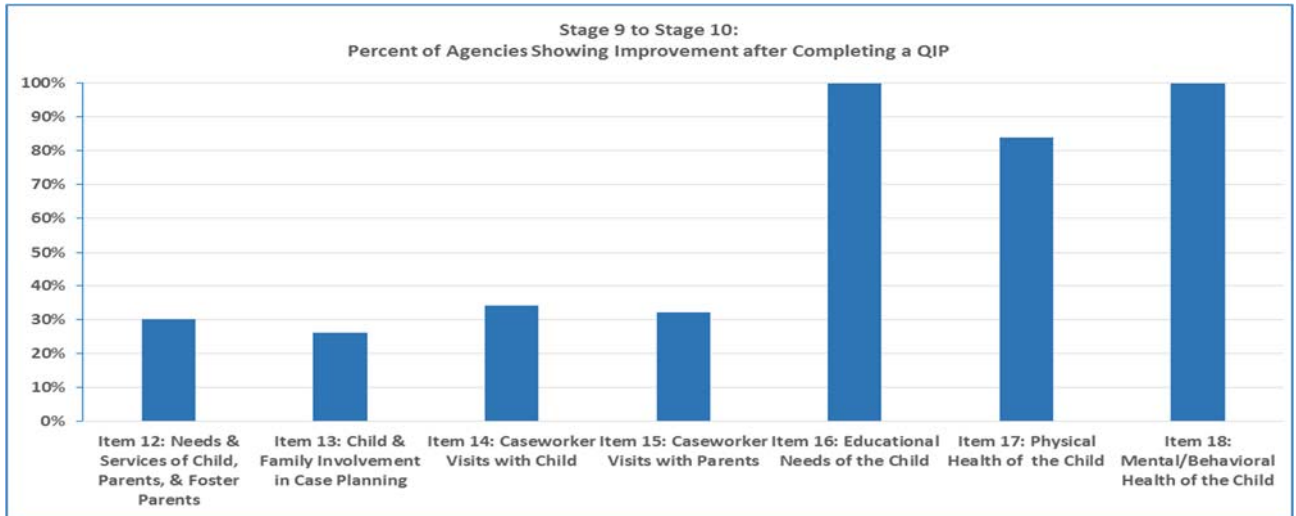 Stage 9 to Stage 10:
Percent of Agencies Showing Improvement after Completing a QIP
100%
90%
80%
70%
60%
50%
40%
30%
20%
10%
0%
Item 12: Needs &
Services of Child,
Parents, & Foster
Parents
Item 13: Child &
Family Involvement
in Case Planning
Item 14: Caseworker
Visits with Child
Item 15: Caseworker
Visits with Parents
Item 16: Educational
Needs of the Child
Item 17: Physical
Health of the Child
Item 18:
Mental/Behavioral
Health of the Child